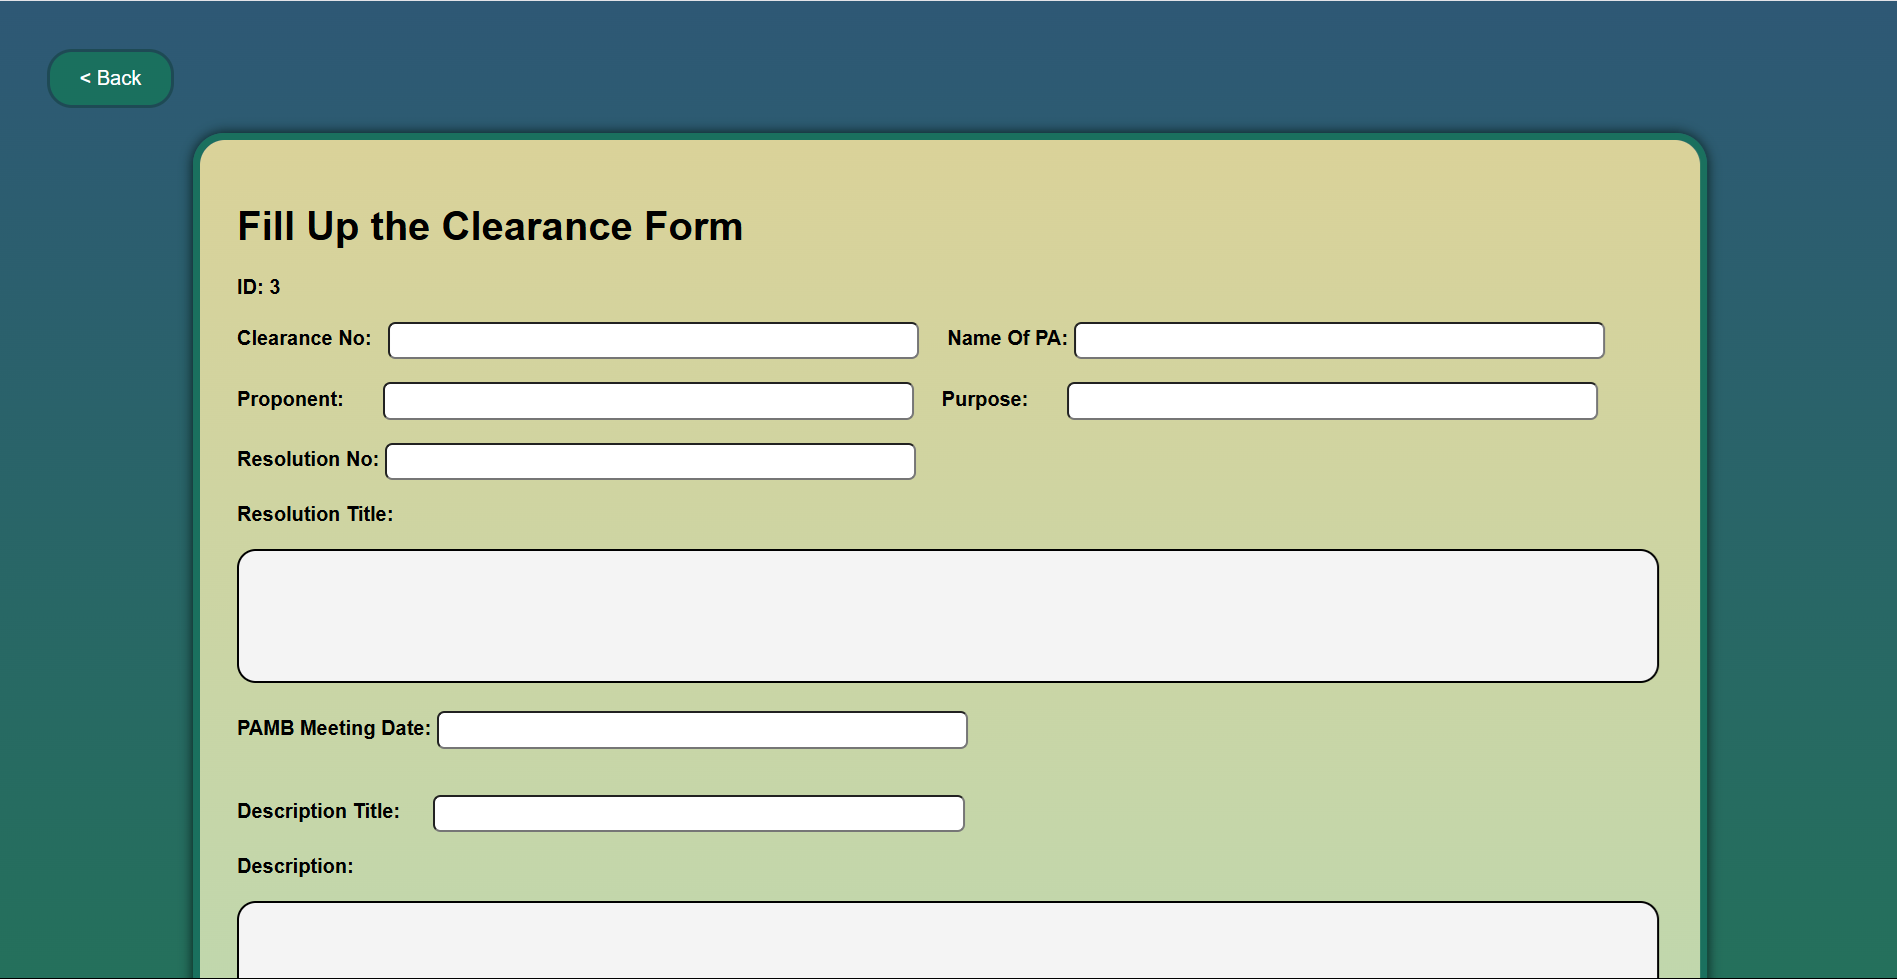 < Back
Fill Up the Clearance Form
ID: 3
Clearance No: Name Of PA:
Proponent: Purpose:
Resolution No:
Resolution Title:
PAMB Meeting Date:
Description Title:
Description: